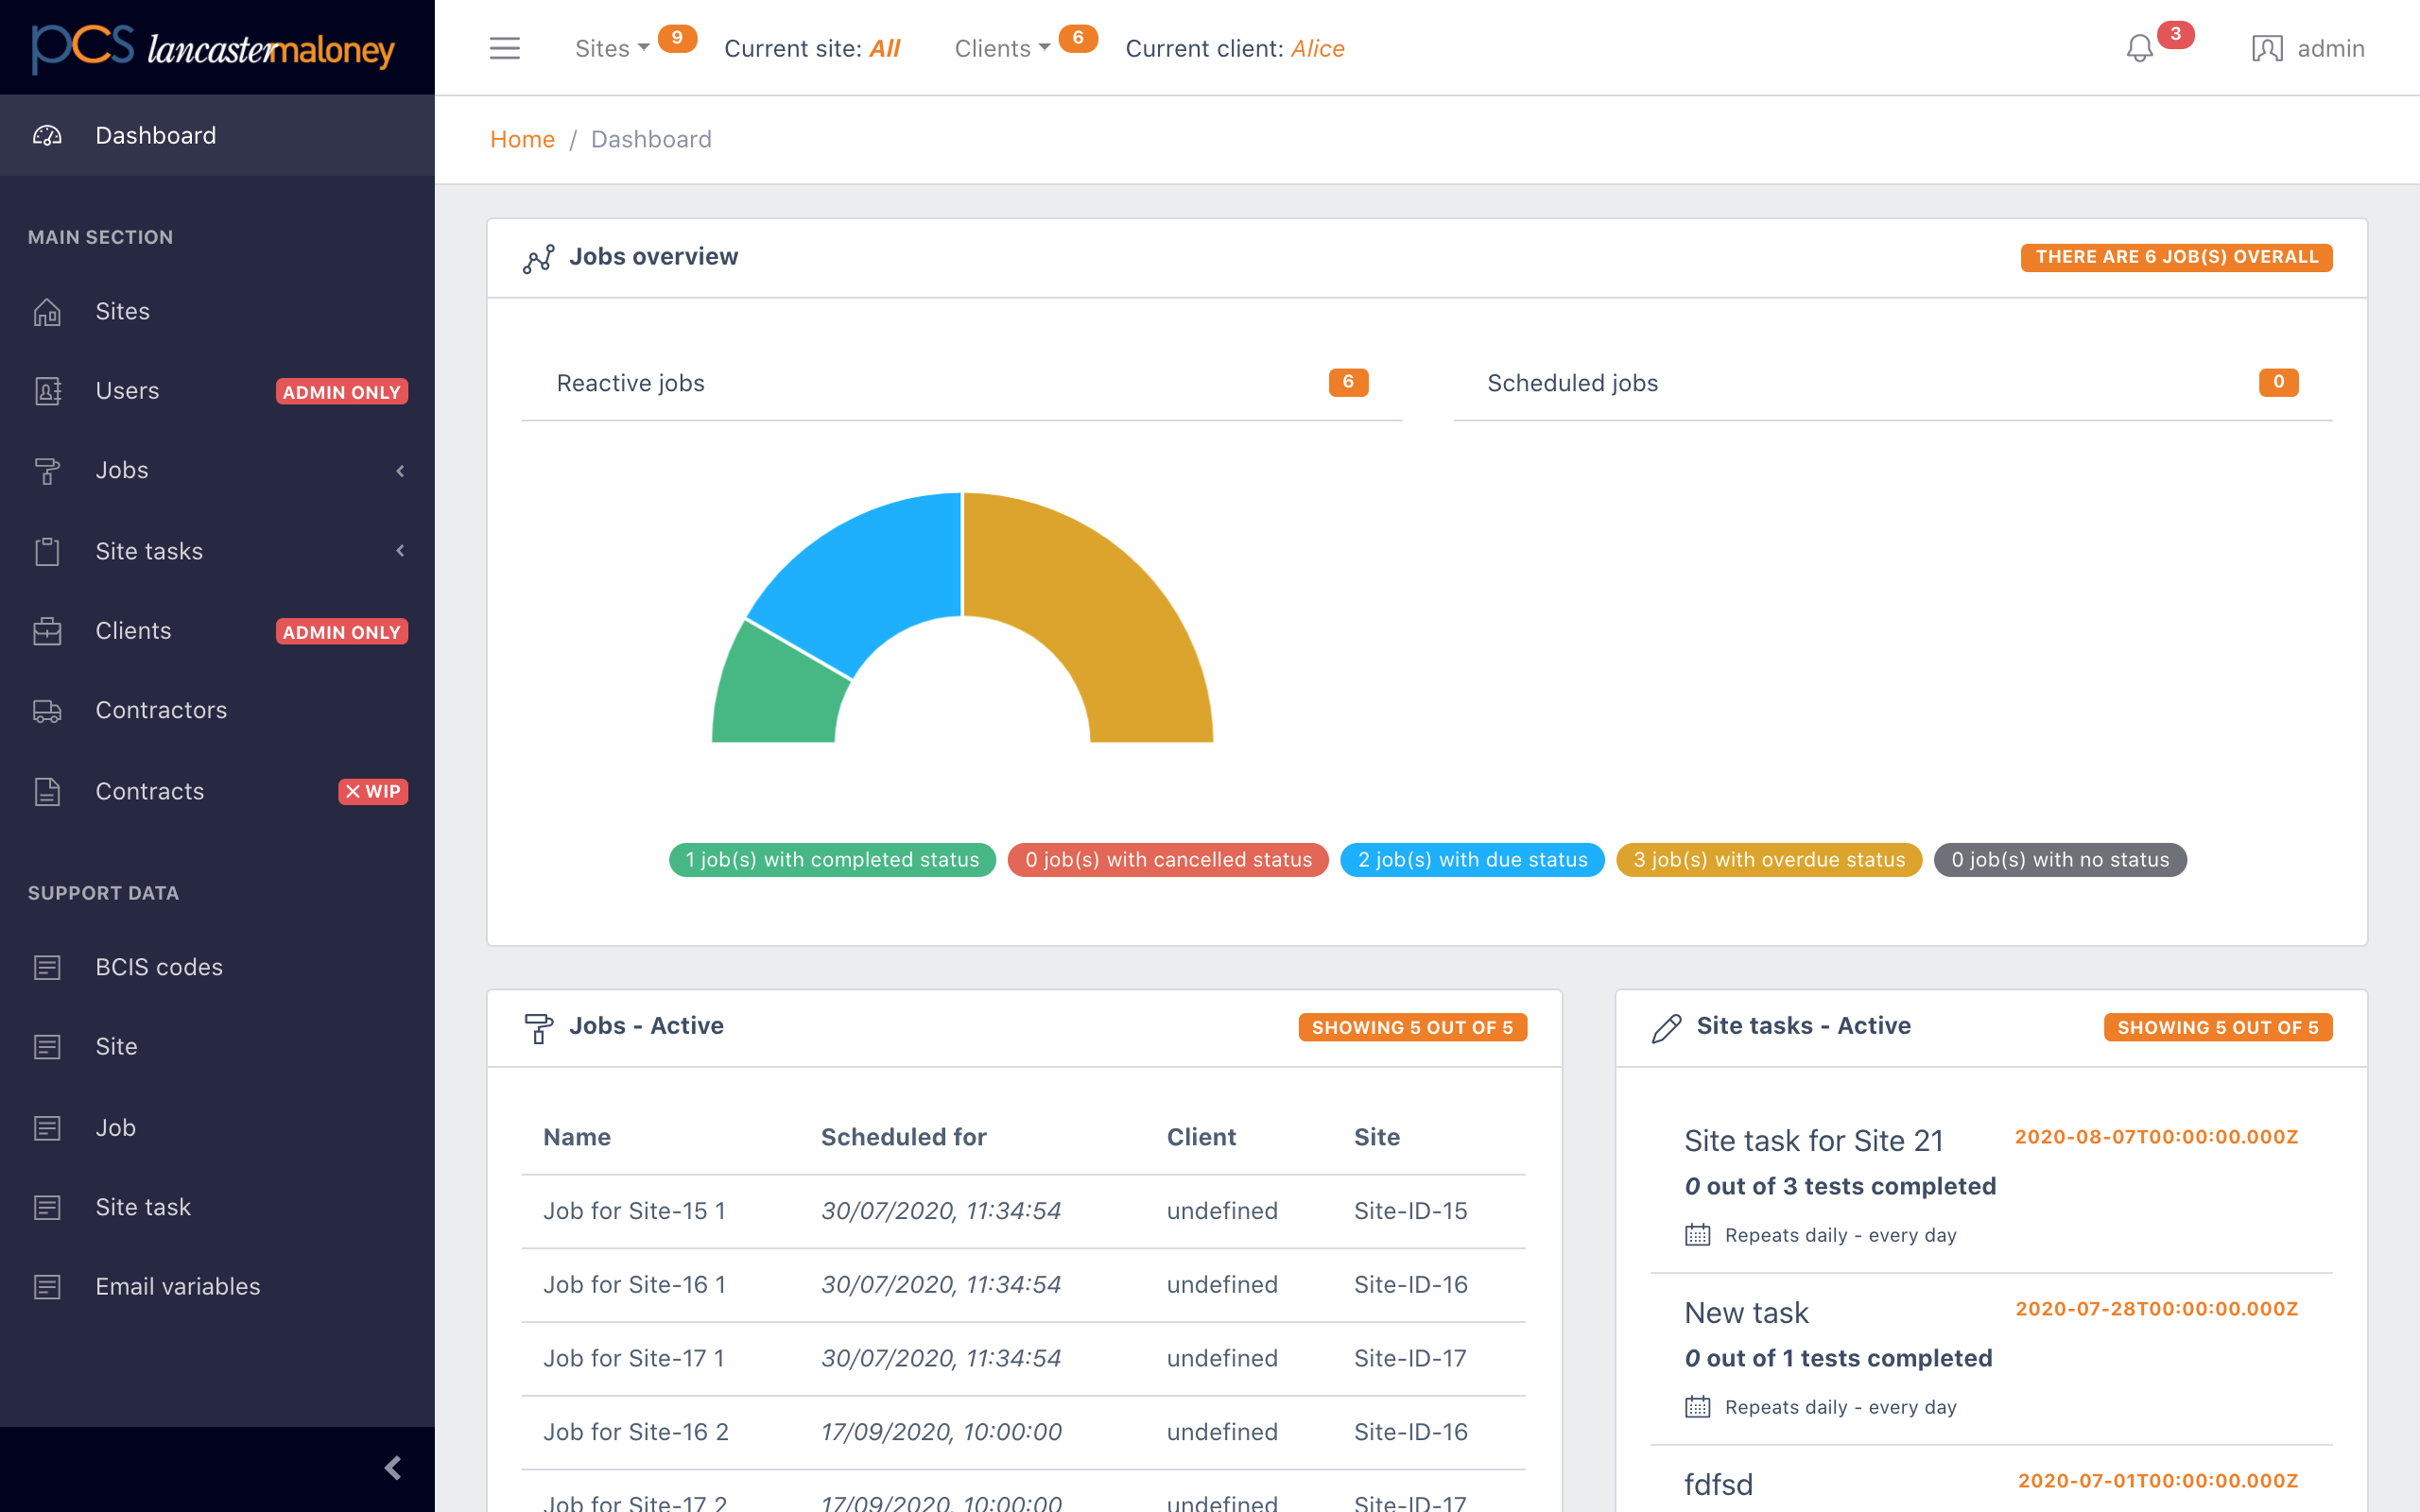 pcs lancastermaloney
Sites 9 Current site: All Clients 6 Current client: Alice 3 admin
Dashboard
Home / Dashboard
MAIN SECTION
Sites
Users ADMIN ONLY
Jobs
Site tasks
Clients ADMIN ONLY
Contractors
Contracts × WIP
SUPPORT DATA
BCIS codes
Site
Job
Site task
Email variables
Jobs overview THERE ARE 6 JOB(S) OVERALL
Reactive jobs 6 Scheduled jobs 0
1 job(s) with completed status 0 job(s) with cancelled status 2 job(s) with due status 3 job(s) with overdue status 0 job(s) with no status
Jobs - Active SHOWING 5 OUT OF 5
Name Scheduled for Client Site
Job for Site-15 1 30/07/2020, 11:34:54 undefined Site-ID-15
Job for Site-16 1 30/07/2020, 11:34:54 undefined Site-ID-16
Job for Site-17 1 30/07/2020, 11:34:54 undefined Site-ID-17
Job for Site-16 2 17/09/2020, 10:00:00 undefined Site-ID-16
Job for Site-17 2 17/09/2020, 10:00:00 undefined Site-ID-17
Site tasks - Active SHOWING 5 OUT OF 5
Site task for Site 21 2020-08-07T00:00:00.000Z
0 out of 3 tests completed
Repeats daily - every day
New task 2020-07-28T00:00:00.000Z
0 out of 1 tests completed
Repeats daily - every day
fdfsd 2020-07-01T00:00:00.000Z